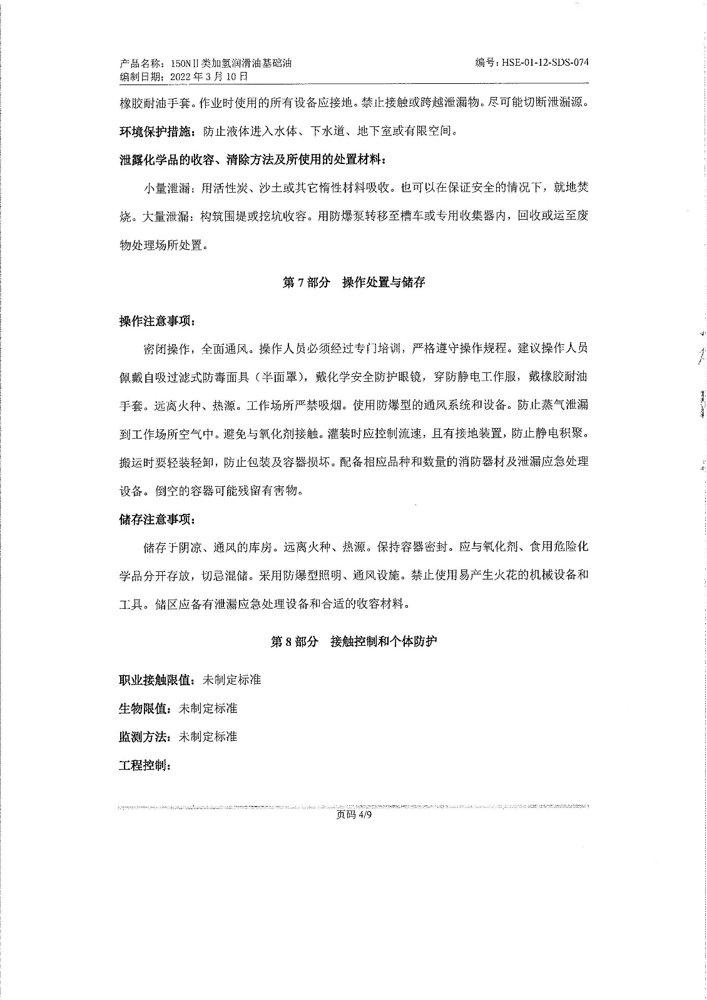 产品名称：150NⅡ类加氢润滑油基础油 编号：HSE-01-12-SDS-074
编制日期：2022 年 3 月 10 日
橡胶耐油手套。作业时使用的所有设备应接地。禁止接触或跨越泄漏物。尽可能切断泄漏源。
环境保护措施：防止液体进入水体、下水道、地下室或有限空间。
泄露化学品的收容、清除方法及所使用的处置材料：
小量泄漏：用活性炭、沙土或其它惰性材料吸收。也可以在保证安全的情况下，就地焚
烧。大量泄漏：构筑围堤或挖坑收容。用防爆泵转移至槽车或专用收集器内，回收或运至废
物处理场所处置。
第 7 部分 操作处置与储存
操作注意事项：
密闭操作，全面通风。操作人员必须经过专门培训，严格遵守操作规程。建议操作人员
佩戴自吸过滤式防毒面具（半面罩），戴化学安全防护眼镜，穿防静电工作服，戴橡胶耐油
手套。远离火种、热源。工作场所严禁吸烟。使用防爆型的通风系统和设备。防止蒸气泄漏
到工作场所空气中。避免与氧化剂接触。灌装时应控制流速，且有接地装置，防止静电积聚。
搬运时要轻装轻卸，防止包装及容器损坏。配备相应品种和数量的消防器材及泄漏应急处理
设备。倒空的容器可能残留有害物。
储存注意事项：
储存于阴凉、通风的库房。远离火种、热源。保持容器密封。应与氧化剂、食用危险化
学品分开存放，切忌混储。采用防爆型照明、通风设施。禁止使用易产生火花的机械设备和
工具。储区应备有泄漏应急处理设备和合适的收容材料。
第 8 部分 接触控制和个体防护
职业接触限值：未制定标准
生物限值：未制定标准
监测方法：未制定标准
工程控制：
页码 4/9